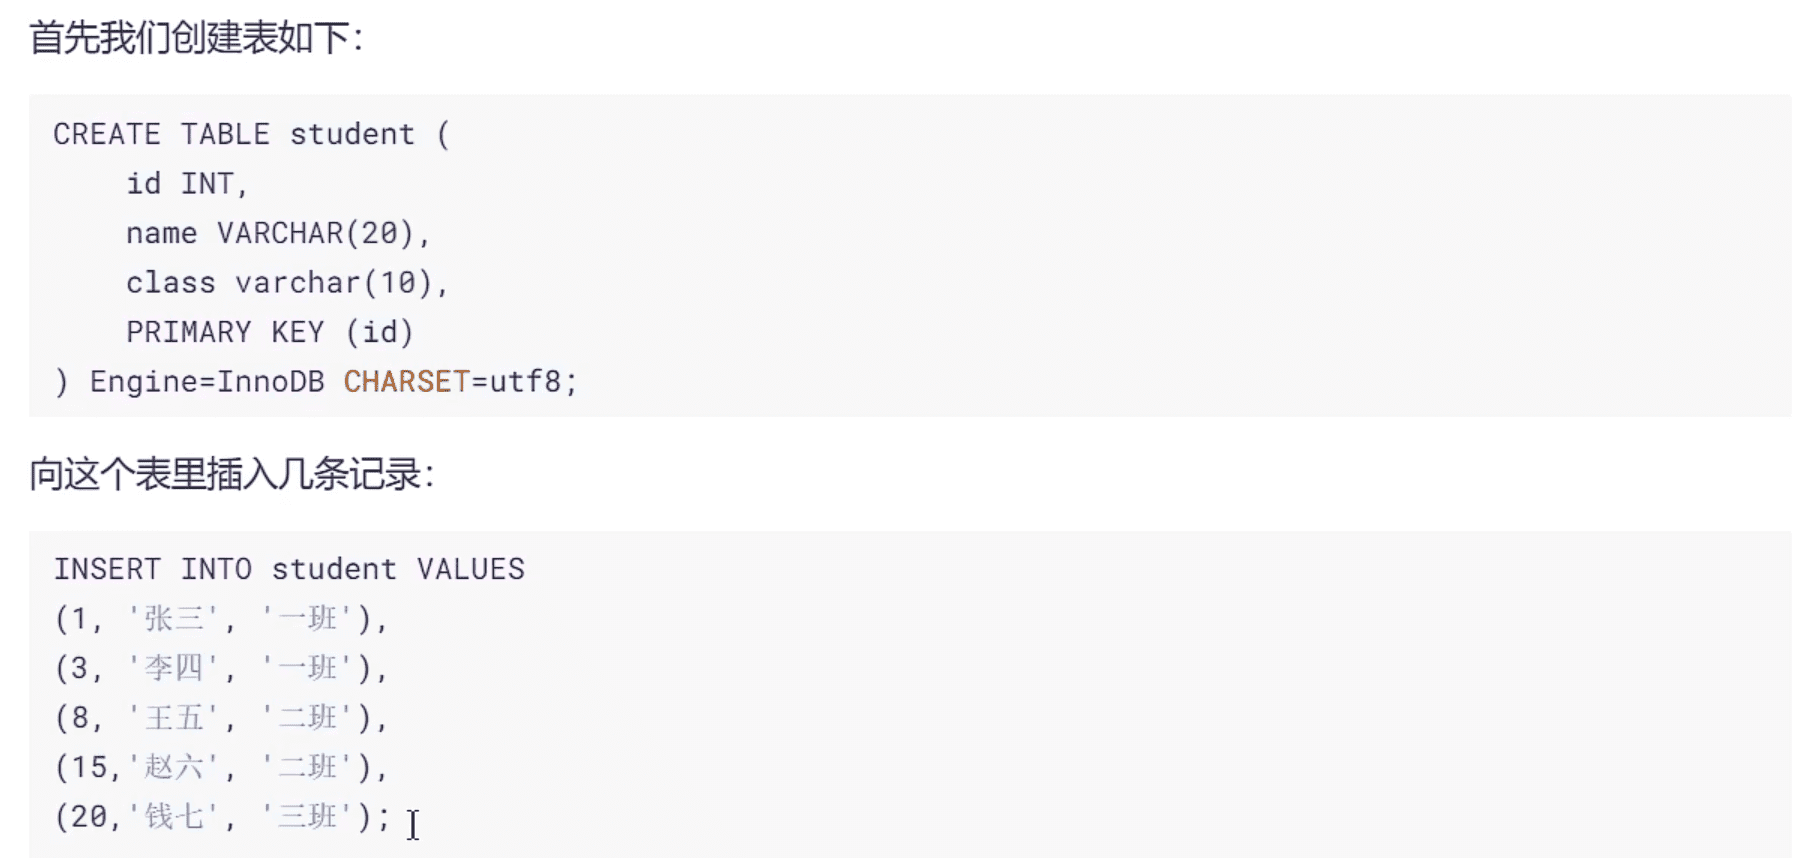 首先我们创建表如下：
CREATE TABLE student (
    id INT,
    name VARCHAR(20),
    class varchar(10),
    PRIMARY KEY (id)
) Engine=InnoDB CHARSET=utf8;
向这个表里插入几条记录：
INSERT INTO student VALUES
(1, '张三', '一班'),
(3, '李四', '一班'),
(8, '王五', '二班'),
(15,'赵六', '二班'),
(20,'钱七', '三班');